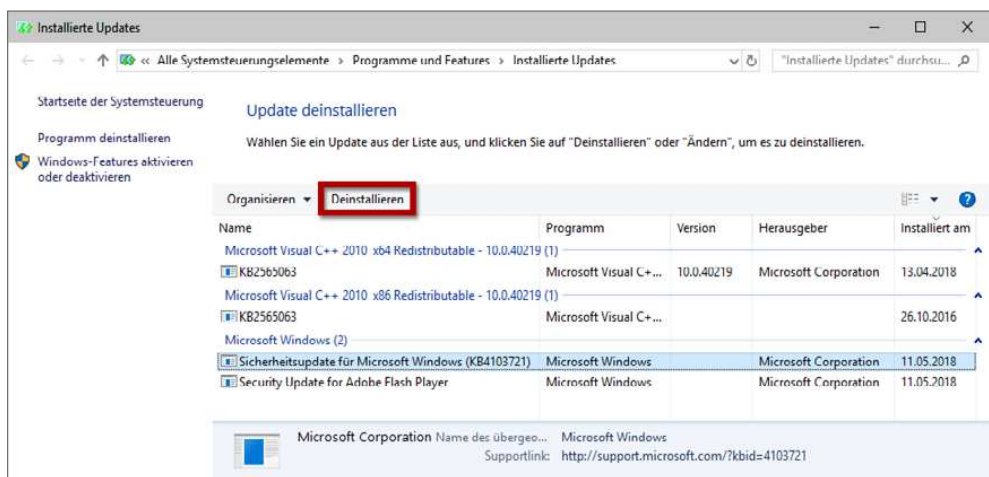 Installierte Updates
« Alle Systemsteuerungselemente > Programme und Features > Installierte Updates
"Installierte Updates" durchsu...
Startseite der Systemsteuerung
Programm deinstallieren
Windows-Features aktivieren
oder deaktivieren
Update deinstallieren
Wählen Sie ein Update aus der Liste aus, und klicken Sie auf "Deinstallieren" oder "Ändern", um es zu deinstallieren.
Organisieren Deinstallieren
Name Programm Version Herausgeber Installiert am
Microsoft Visual C++ 2010 x64 Redistributable - 10.0.40219 (1)
KB2565063 Microsoft Visual C+... 10.0.40219 Microsoft Corporation 13.04.2018
Microsoft Visual C++ 2010 x86 Redistributable - 10.0.40219 (1)
KB2565063 Microsoft Visual C+... 26.10.2016
Microsoft Windows (2)
Sicherheitsupdate für Microsoft Windows (KB4103721) Microsoft Windows Microsoft Corporation 11.05.2018
Security Update for Adobe Flash Player Microsoft Windows Microsoft Corporation 11.05.2018
Microsoft Corporation Name des übergeo... Microsoft Windows
Supportlink: http://support.microsoft.com/?kbid=4103721